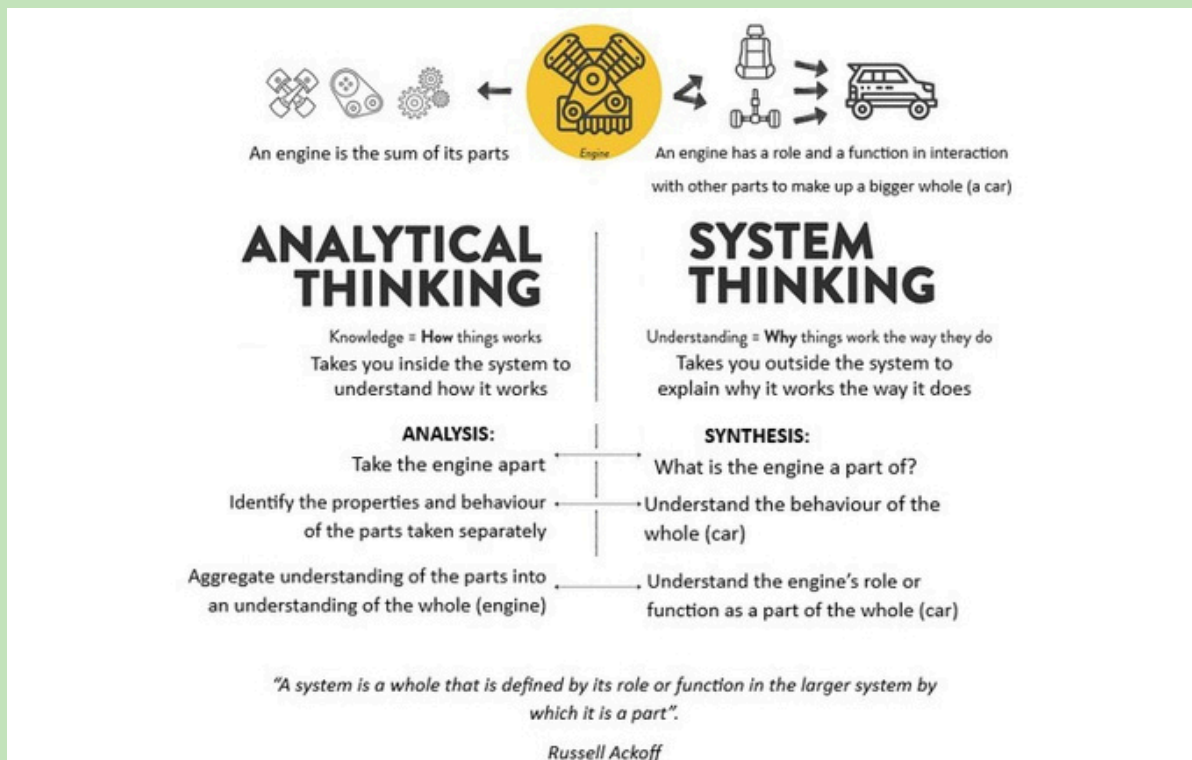 Engine
An engine is the sum of its parts
An engine has a role and a function in interaction
with other parts to make up a bigger whole (a car)
ANALYTICAL
THINKING
Knowledge = How things works
Takes you inside the system to
understand how it works
ANALYSIS:
Take the engine apart
Identify the properties and behaviour
of the parts taken separately
Aggregate understanding of the parts into
an understanding of the whole (engine)
SYSTEM
THINKING
Understanding = Why things work the way they do
Takes you outside the system to
explain why it works the way it does
SYNTHESIS:
What is the engine a part of?
Understand the behaviour of the
whole (car)
Understand the engine's role or
function as a part of the whole (car)
“A system is a whole that is defined by its role or function in the larger system by
which it is a part”.
Russell Ackoff